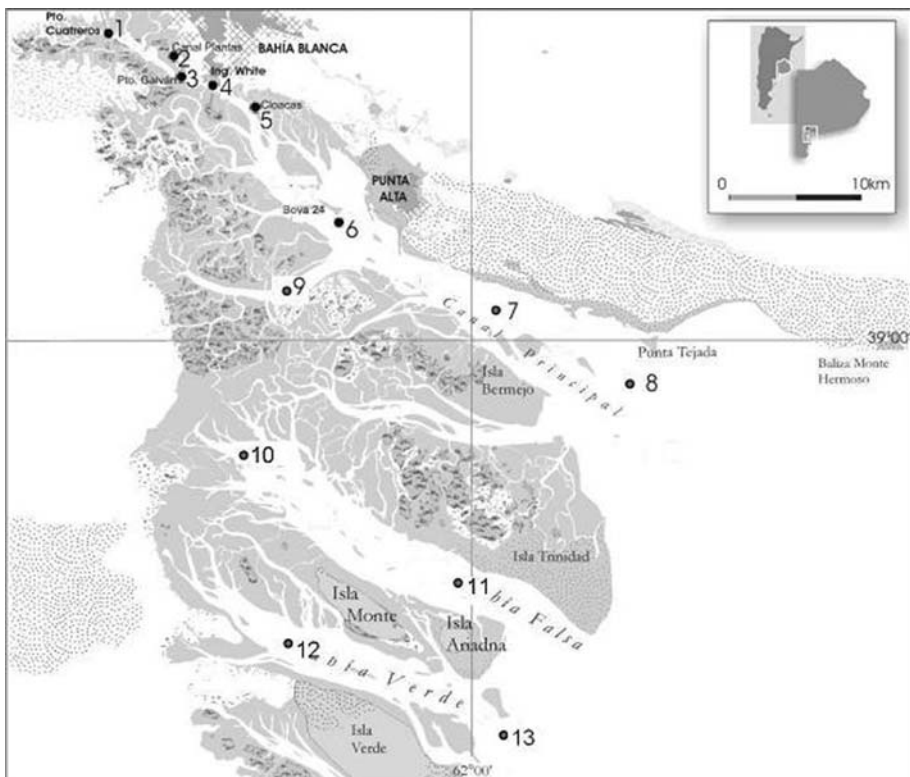 Pto.
Cuatreros
1
Canal Plantas
2
BAHÍA BLANCA
Pto. Galván
3
Ing. White
4
Cloacas
5
PUNTA
ALTA
0
10km
Boya 24
6
9
7
Canal Principal
39°00'
Punta Tejada
Baliza Monte
Hermoso
8
Isla
Bermejo
10
Isla Trinidad
11
bía Falsa
Isla
Monte
Isla
Ariadna
12
abía Verde
Isla
Verde
13
62°00'